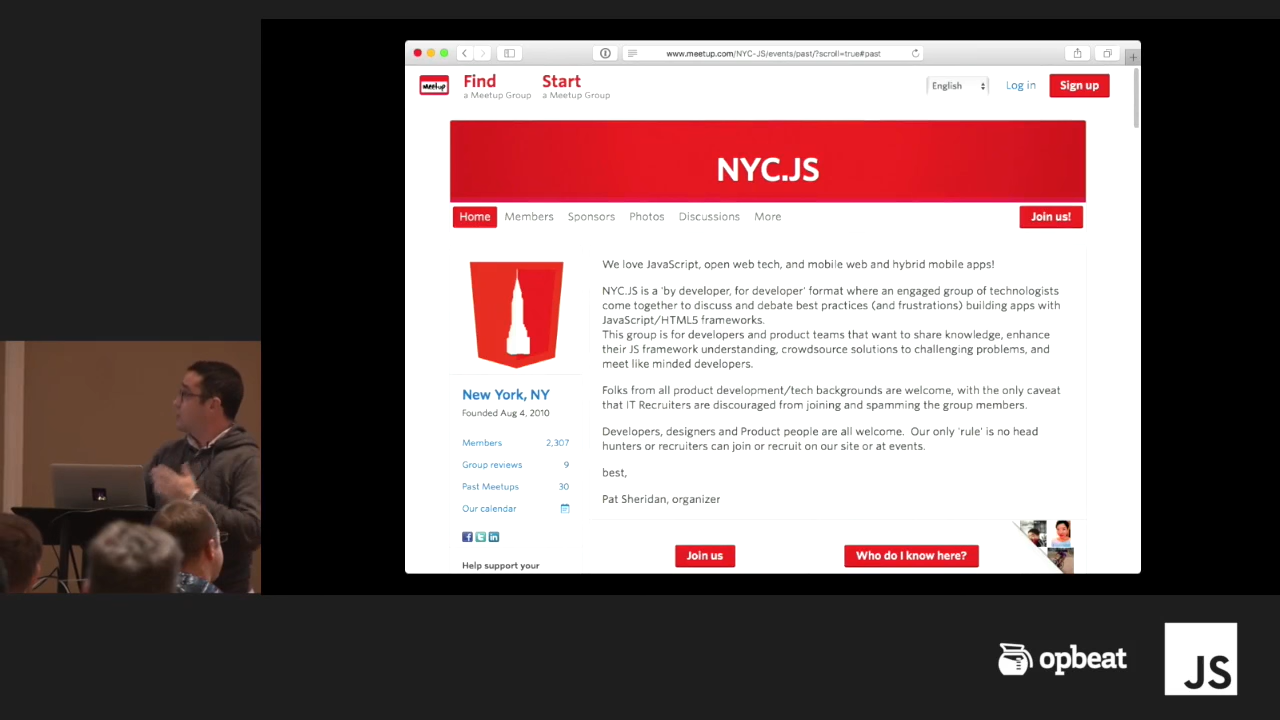 www.meetup.com/NYC-JS/events/past/?scroll=true#past
Meetup
Find
a Meetup Group
Start
a Meetup Group
English
Log in
Sign up
NYC.JS
Home Members Sponsors Photos Discussions More
Join us!
We love JavaScript, open web tech, and mobile web and hybrid mobile apps!
NYC.JS is a 'by developer, for developer' format where an engaged group of technologists
come together to discuss and debate best practices (and frustrations) building apps with
JavaScript/HTML5 frameworks.
This group is for developers and product teams that want to share knowledge, enhance
their JS framework understanding, crowdsource solutions to challenging problems, and
meet like minded developers.
Folks from all product development/tech backgrounds are welcome, with the only caveat
that IT Recruiters are discouraged from joining and spamming the group members.
Developers, designers and Product people are all welcome. Our only 'rule' is no head
hunters or recruiters can join or recruit on our site or at events.
best,
Pat Sheridan, organizer
New York, NY
Founded Aug 4, 2010
Members 2,307
Group reviews 9
Past Meetups 30
Our calendar
Help support your
Join us
Who do I know here?
opbeat
JS